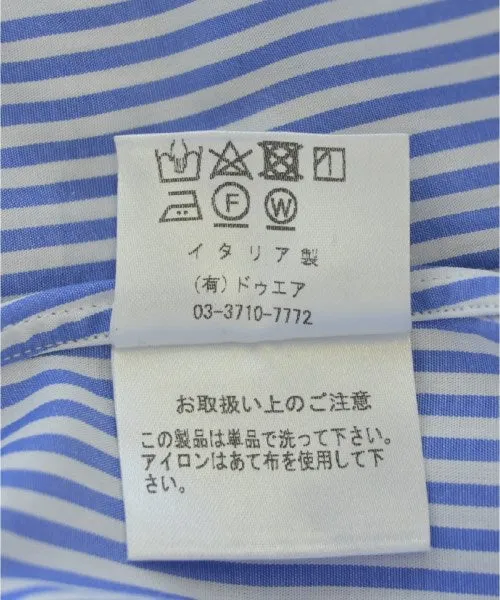 F W
イタリア製
(有)ドゥエア
03-3710-7772
お取扱い上のご注意
この製品は単品で洗って下さい。
アイロンはあて布を使用して下
さい。